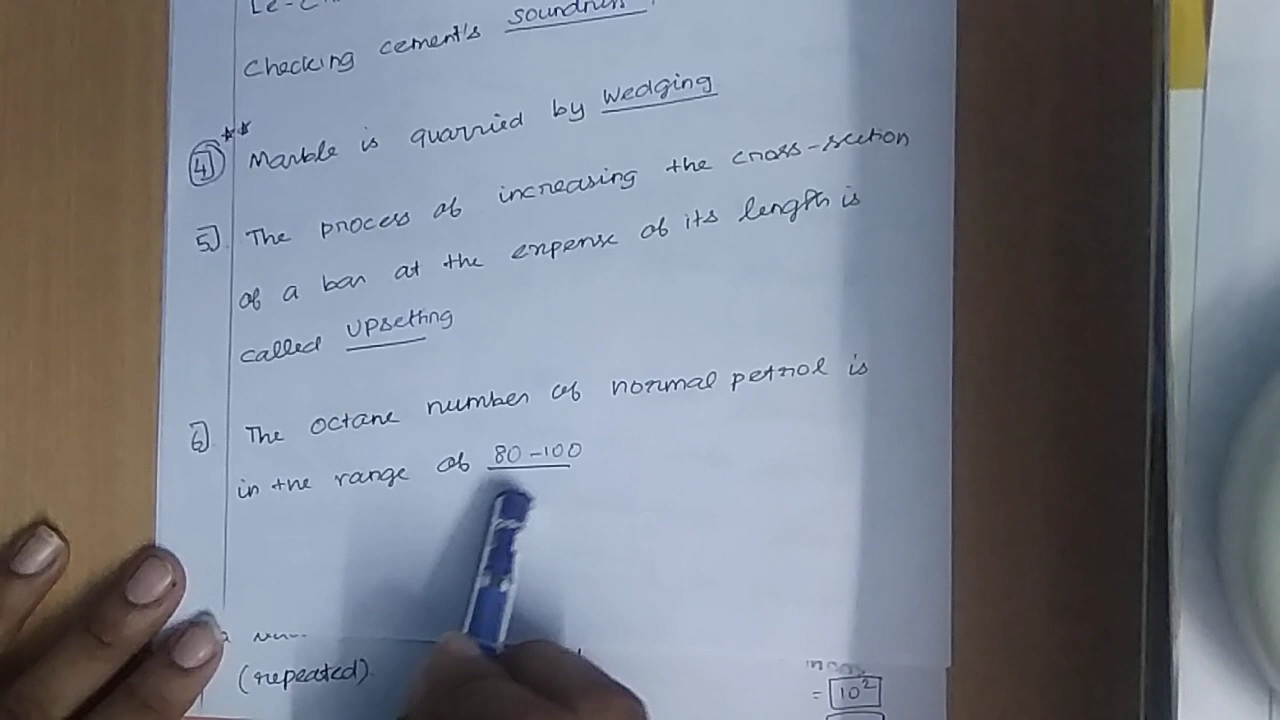 Checking cement's soundness.
4) ** Marble is quarried by wedging
5) The process of increasing the cross-section
of a bar at the expense of its length is
called upsetting
6) The octane number of normal petrol is
in the range of 80-100
(repeated).
= 10²